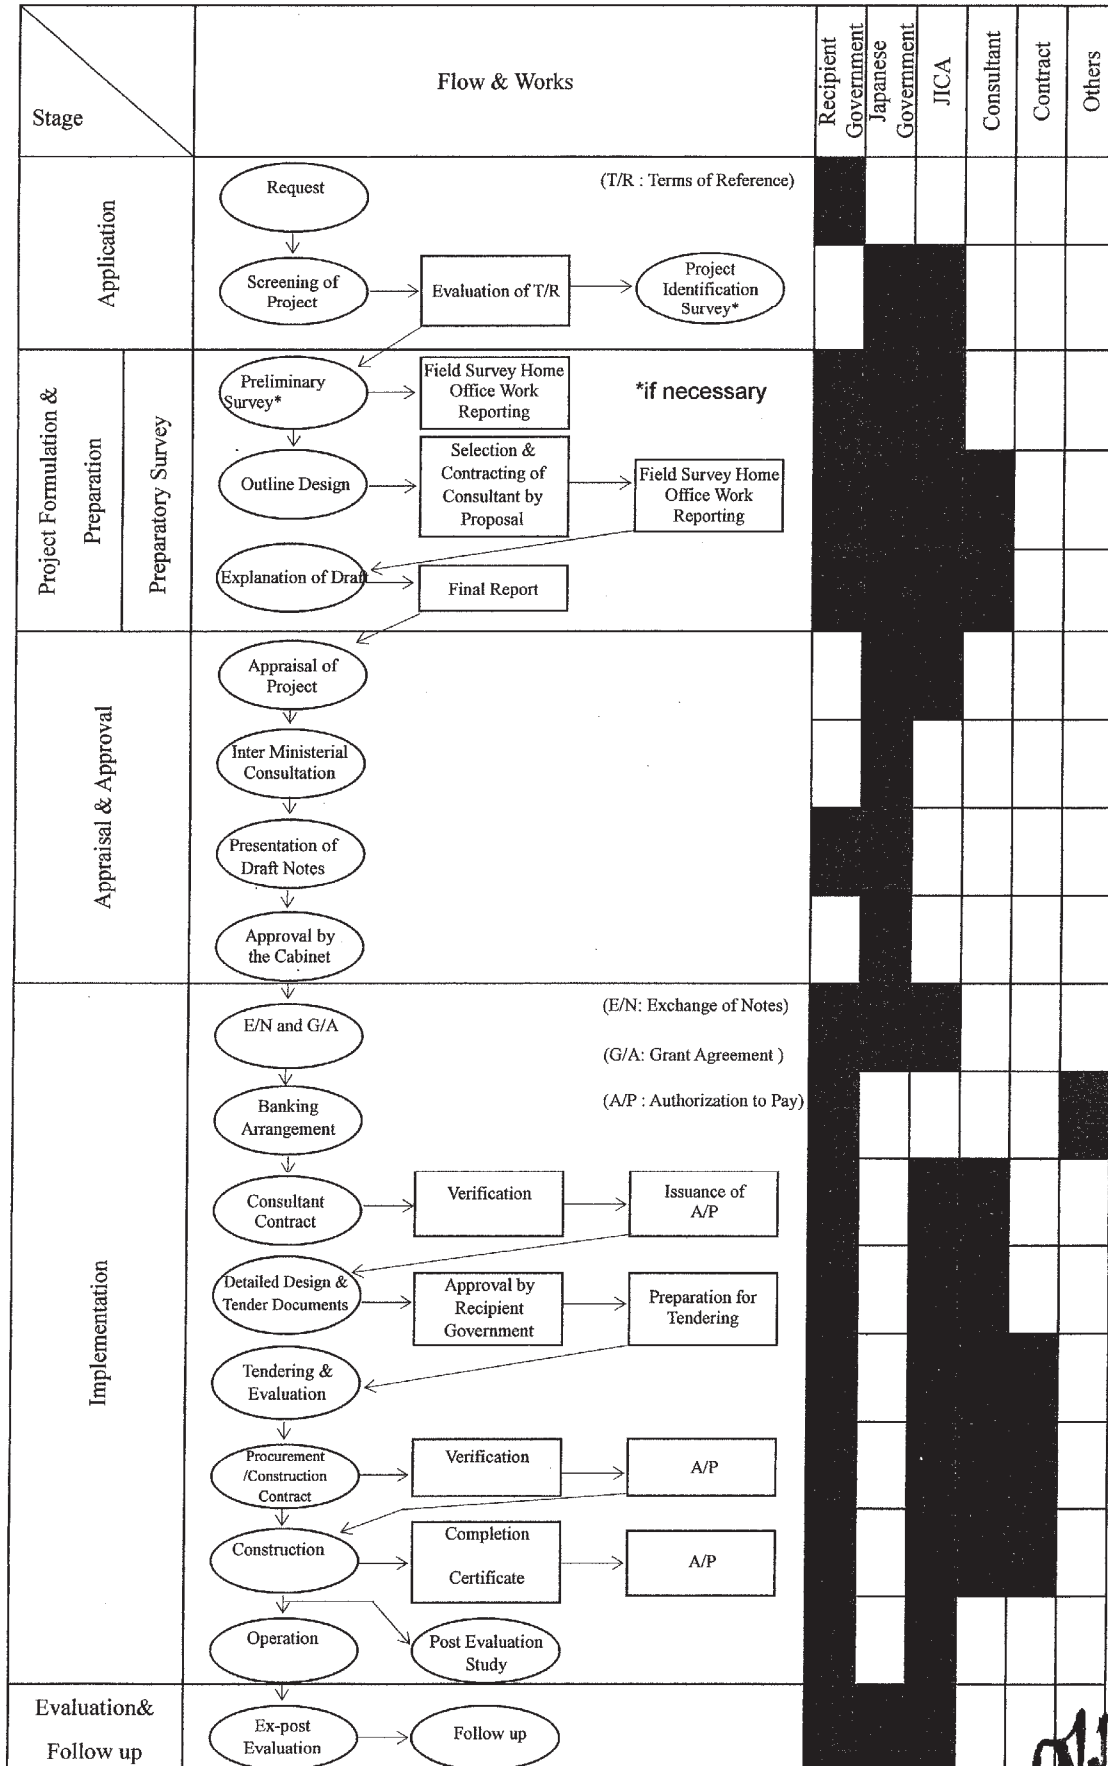 Stage
Flow & Works
Recipient
Government
Japanese
Government
JICA
Consultant
Contract
Others
Application
Request
(T/R : Terms of Reference)
Screening of
Project
Evaluation of T/R
Project
Identification
Survey*
Project Formulation &
Preparation
Preparatory Survey
Preliminary
Survey*
Field Survey Home
Office Work
Reporting
*if necessary
Outline Design
Selection &
Contracting of
Consultant by
Proposal
Field Survey Home
Office Work
Reporting
Explanation of Draft
Final Report
Appraisal & Approval
Appraisal of
Project
Inter Ministerial
Consultation
Presentation of
Draft Notes
Approval by
the Cabinet
Implementation
E/N and G/A
(E/N: Exchange of Notes)
(G/A: Grant Agreement )
(A/P : Authorization to Pay)
Banking
Arrangement
Consultant
Contract
Verification
Issuance of
A/P
Detailed Design &
Tender Documents
Approval by
Recipient
Government
Preparation for
Tendering
Tendering &
Evaluation
Procurement
/Construction
Contract
Verification
A/P
Construction
Completion
Certificate
A/P
Operation
Post Evaluation
Study
Evaluation&
Follow up
Ex-post
Evaluation
Follow up